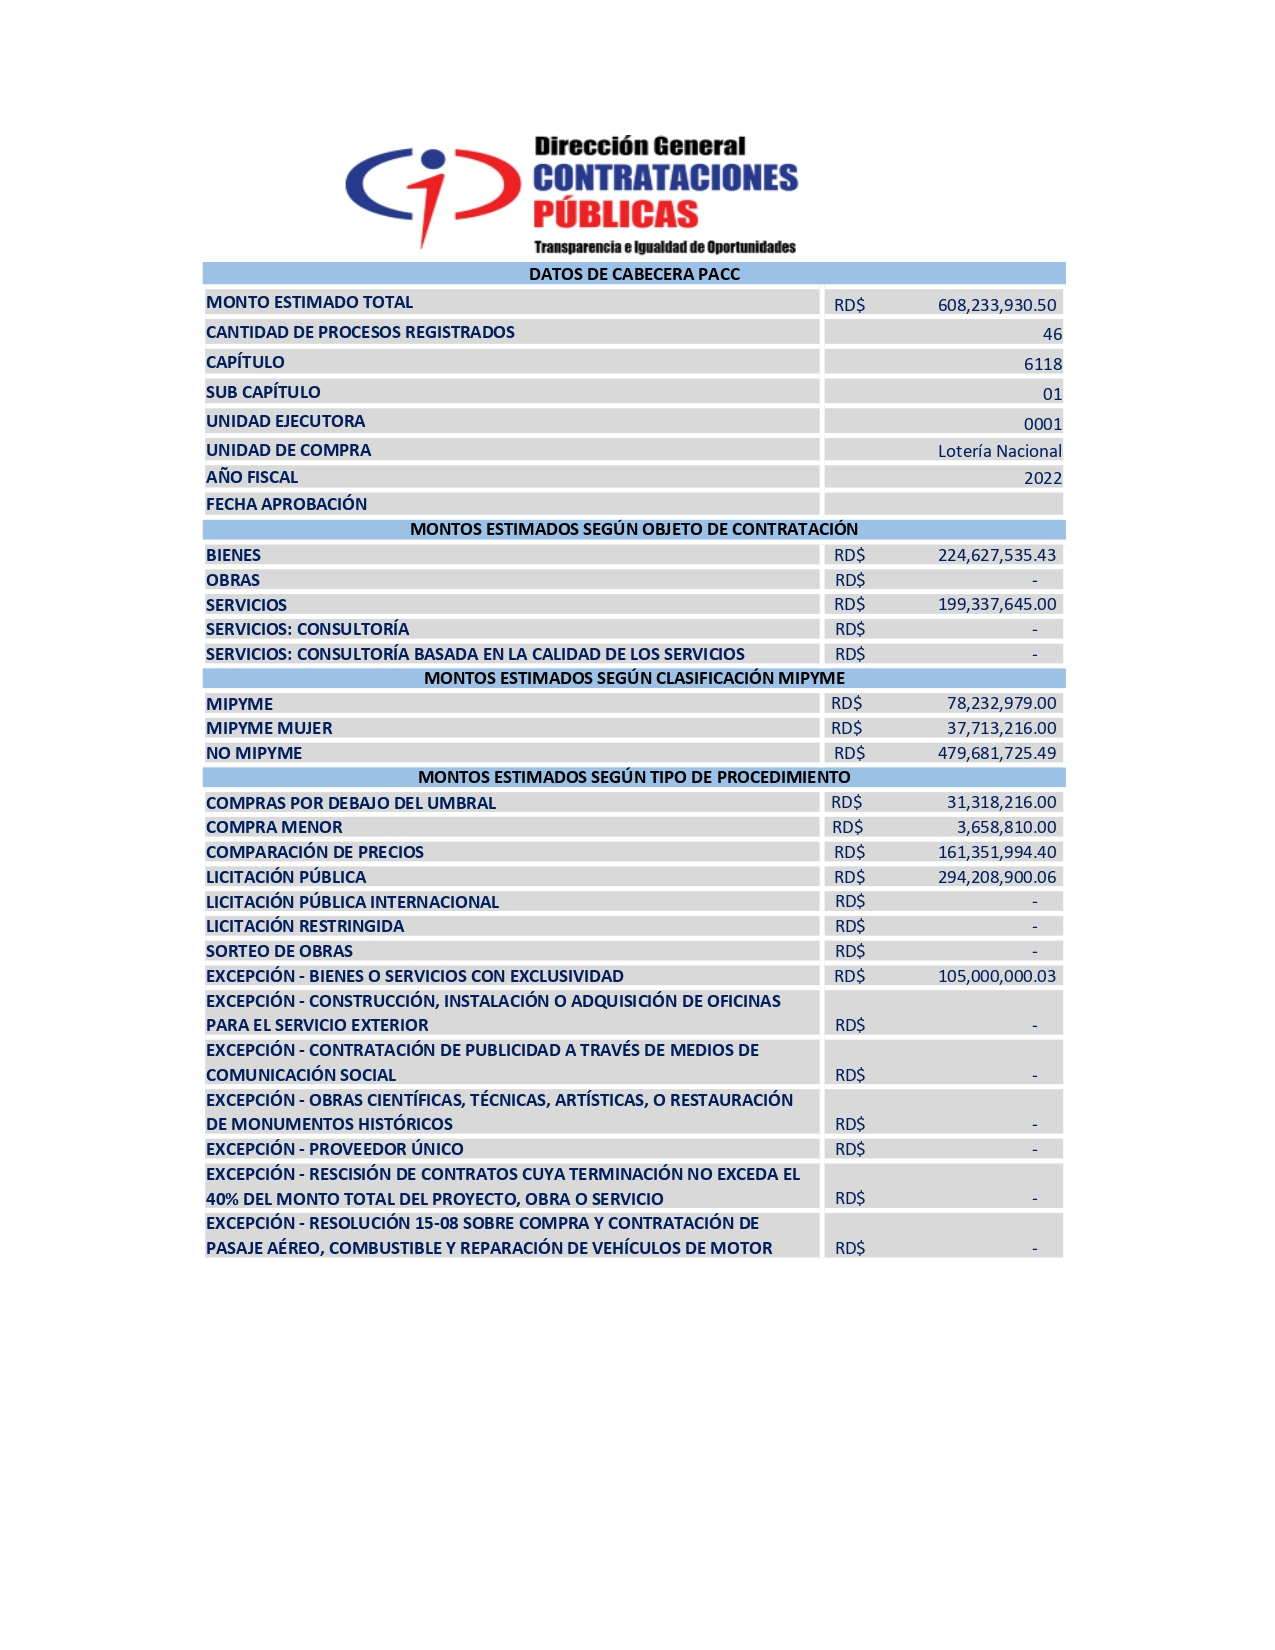 Dirección General
CONTRATACIONES
PÚBLICAS
Transparencia e Igualdad de Oportunidades
DATOS DE CABECERA PACC
MONTO ESTIMADO TOTAL RD$ 608,233,930.50
CANTIDAD DE PROCESOS REGISTRADOS 46
CAPÍTULO 6118
SUB CAPÍTULO 01
UNIDAD EJECUTORA 0001
UNIDAD DE COMPRA Lotería Nacional
AÑO FISCAL 2022
FECHA APROBACIÓN
MONTOS ESTIMADOS SEGÚN OBJETO DE CONTRATACIÓN
BIENES RD$ 224,627,535.43
OBRAS RD$ -
SERVICIOS RD$ 199,337,645.00
SERVICIOS: CONSULTORÍA RD$ -
SERVICIOS: CONSULTORÍA BASADA EN LA CALIDAD DE LOS SERVICIOS RD$ -
MONTOS ESTIMADOS SEGÚN CLASIFICACIÓN MIPYME
MIPYME RD$ 78,232,979.00
MIPYME MUJER RD$ 37,713,216.00
NO MIPYME RD$ 479,681,725.49
MONTOS ESTIMADOS SEGÚN TIPO DE PROCEDIMIENTO
COMPRAS POR DEBAJO DEL UMBRAL RD$ 31,318,216.00
COMPRA MENOR RD$ 3,658,810.00
COMPARACIÓN DE PRECIOS RD$ 161,351,994.40
LICITACIÓN PÚBLICA RD$ 294,208,900.06
LICITACIÓN PÚBLICA INTERNACIONAL RD$ -
LICITACIÓN RESTRINGIDA RD$ -
SORTEO DE OBRAS RD$ -
EXCEPCIÓN - BIENES O SERVICIOS CON EXCLUSIVIDAD RD$ 105,000,000.03
EXCEPCIÓN - CONSTRUCCIÓN, INSTALACIÓN O ADQUISICIÓN DE OFICINAS
PARA EL SERVICIO EXTERIOR RD$ -
EXCEPCIÓN - CONTRATACIÓN DE PUBLICIDAD A TRAVÉS DE MEDIOS DE
COMUNICACIÓN SOCIAL RD$ -
EXCEPCIÓN - OBRAS CIENTÍFICAS, TÉCNICAS, ARTÍSTICAS, O RESTAURACIÓN
DE MONUMENTOS HISTÓRICOS RD$ -
EXCEPCIÓN - PROVEEDOR ÚNICO RD$ -
EXCEPCIÓN - RESCISIÓN DE CONTRATOS CUYA TERMINACIÓN NO EXCEDA EL
40% DEL MONTO TOTAL DEL PROYECTO, OBRA O SERVICIO RD$ -
EXCEPCIÓN - RESOLUCIÓN 15-08 SOBRE COMPRA Y CONTRATACIÓN DE
PASAJE AÉREO, COMBUSTIBLE Y REPARACIÓN DE VEHÍCULOS DE MOTOR RD$ -